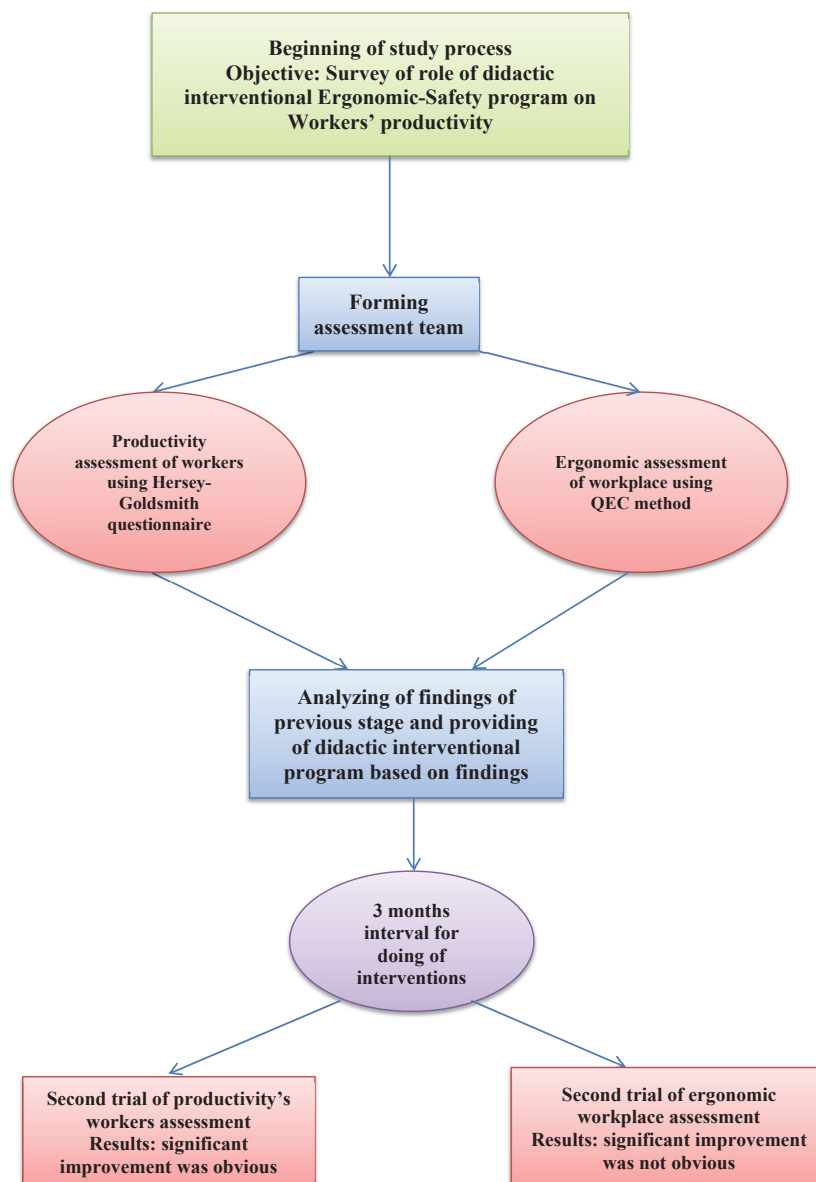 Beginning of study process
Objective: Survey of role of didactic
interventional Ergonomic-Safety program on
Workers’ productivity
Forming
assessment team
Productivity
assessment of workers
using Hersey-
Goldsmith
questionnaire
Ergonomic assessment
of workplace using
QEC method
Analyzing of findings of
previous stage and providing
of didactic interventional
program based on findings
3 months
interval for
doing of
interventions
Second trial of productivity’s
workers assessment
Results: significant
improvement was obvious
Second trial of ergonomic
workplace assessment
Results: significant improvement
was not obvious